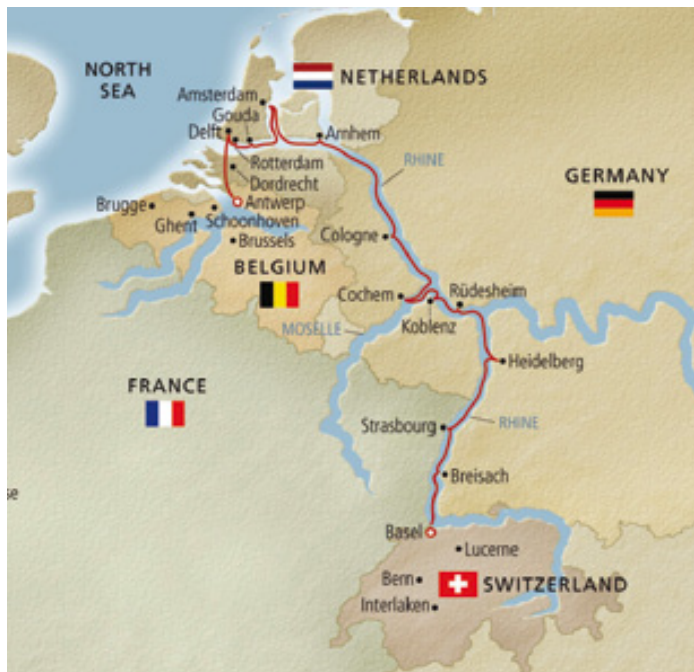 NORTH
SEA
NETHERLANDS
Amsterdam
Gouda
Delft
Arnhem
Rotterdam
RHINE
Dordrecht
GERMANY
Brugge
Antwerp
Ghent
Schoonhoven
Brussels
Cologne
BELGIUM
Cochem
Rüdesheim
Koblenz
MOSELLE
Heidelberg
FRANCE
Strasbourg
RHINE
Breisach
se
Basel
Lucerne
Bern
SWITZERLAND
Interlaken